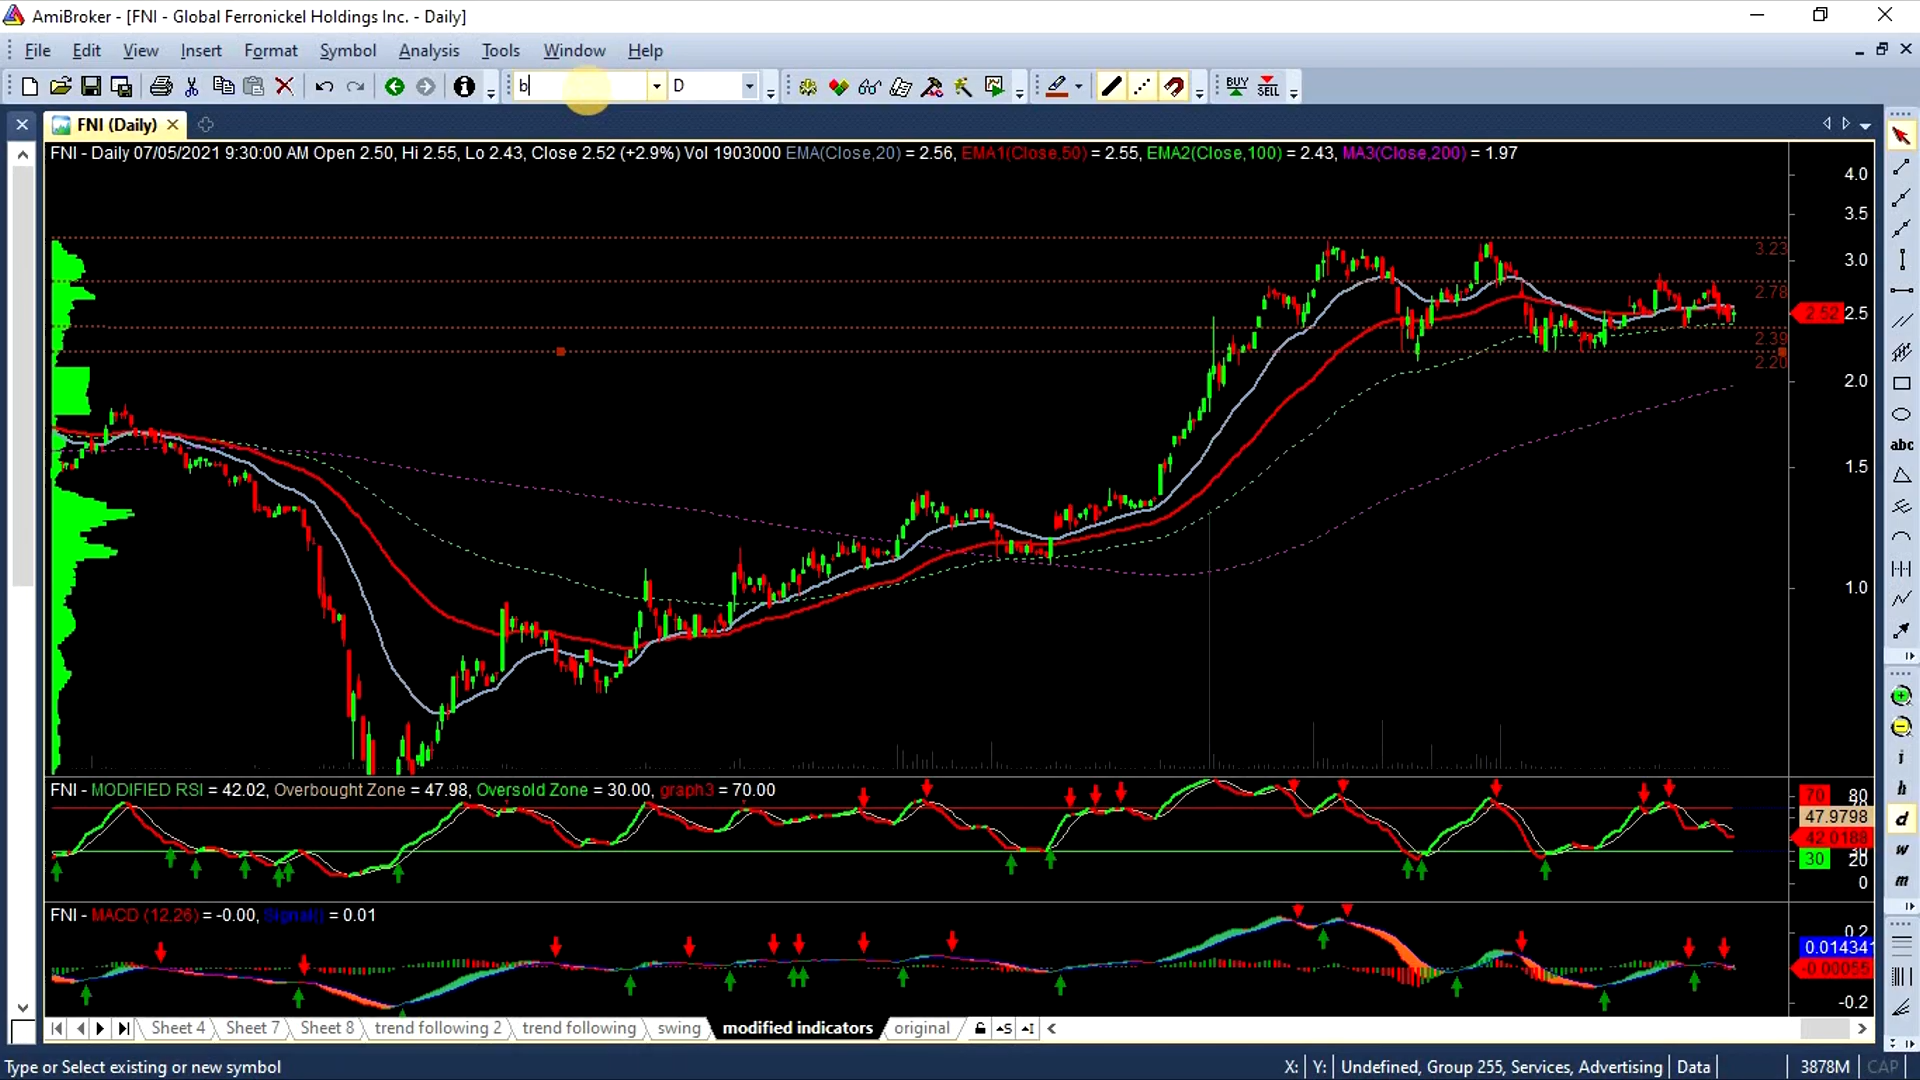 AmiBroker - [FNI - Global Ferronickel Holdings Inc. - Daily]
File Edit View Insert Format Symbol Analysis Tools Window Help
b D BUY SELL
FNI (Daily)
FNI - Daily 07/05/2021 9:30:00 AM Open 2.50, Hi 2.55, Lo 2.43, Close 2.52 (+2.9%) Vol 1903000 EMA(Close,20) = 2.56, EMA1(Close,50) = 2.55, EMA2(Close,100) = 2.43, MA3(Close,200) = 1.97
4.0
3.5
3.23
3.0
2.78
2.52 2.5
2.39
2.20
2.0
abc
1.5
1.0
i
h
FNI - MODIFIED RSI = 42.02, Overbought Zone = 47.98, Oversold Zone = 30.00, graph3 = 70.00
70 80
47.9798
42.0188
30 20
0
d
w
m
FNI - MACD (12,26) = -0.00, Signal() = 0.01
0.2
0.01434
-0.00055
-0.2
Sheet 4 Sheet 7 Sheet 8 trend following 2 trend following swing modified indicators original
Type or Select existing or new symbol X: Y: Undefined, Group 255, Services, Advertising Data 3878M CAP